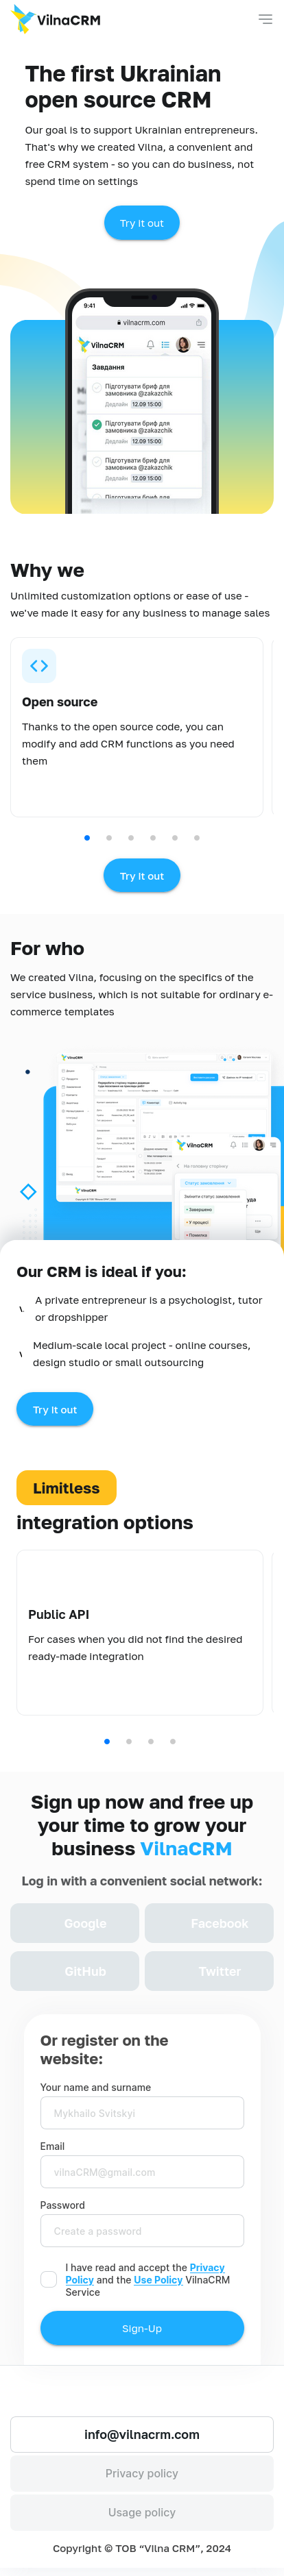 VilnaCRM
The first Ukrainian
open source CRM
Our goal is to support Ukrainian entrepreneurs.
That's why we created Vilna, a convenient and
free CRM system - so you can do business, not
spend time on settings
Try it out
9:41
vilnacrm.com
VilnaCRM
Завдання
Підготувати бриф для
замовника @zakazchik
Дедлайн 12.09 15:00
Підготувати бриф для
замовника @zakazchik
Дедлайн 12.09 15:00
Підготувати бриф для
замовника @zakazchik
Дедлайн 12.09 15:00
Підготувати бриф для
Why we
Unlimited customization options or ease of use -
we've made it easy for any business to manage sales
Open source
Thanks to the open source code, you can
modify and add CRM functions as you need
them
Try it out
For who
We created Vilna, focusing on the specifics of the
service business, which is not suitable for ordinary e-
commerce templates
VilnaCRM
VilnaCRM
На головну сторінку
Статус замовлення
Змінити статус замовлення
Завершено
У процесі
Помилка
VilnaCRM
Our CRM is ideal if you:
A private entrepreneur is a psychologist, tutor
or dropshipper
Medium-scale local project - online courses,
design studio or small outsourcing
Try it out
Limitless
integration options
Public API
For cases when you did not find the desired
ready-made integration
Sign up now and free up
your time to grow your
business VilnaCRM
Log in with a convenient social network:
Google
Facebook
GitHub
Twitter
Or register on the
website:
Your name and surname
Mykhailo Svitskyi
Email
vilnaCRM@gmail.com
Password
Create a password
I have read and accept the Privacy
Policy and the Use Policy VilnaCRM
Service
Sign-Up
info@vilnacrm.com
Privacy policy
Usage policy
Copyright © ТОВ “Vilna CRM”, 2024